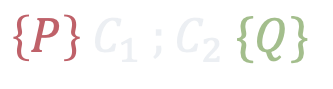 {P} C₁ ; C₂ {Q}